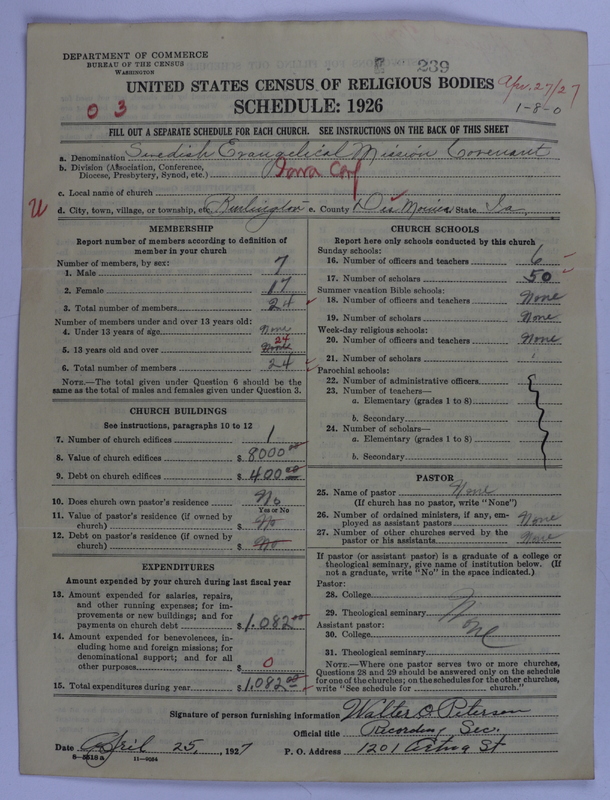 DEPARTMENT OF COMMERCE
BUREAU OF THE CENSUS
WASHINGTON
239
UNITED STATES CENSUS OF RELIGIOUS BODIES
Apr. 27/27
0 3
SCHEDULE: 1926
1-8-0
FILL OUT A SEPARATE SCHEDULE FOR EACH CHURCH. SEE INSTRUCTIONS ON THE BACK OF THIS SHEET
a. Denomination Swedish Evangelical Mission Covenant
b. Division (Association, Conference, Diocese, Presbytery, Synod, etc.) Iowa Conf
c. Local name of church
d. City, town, village, or township, etc. Burlington e. County Des Moines State Ia.
MEMBERSHIP
Report number of members according to definition of
member in your church
Number of members, by sex:
1. Male 7
2. Female 17
3. Total number of members 24
Number of members under and over 13 years old:
4. Under 13 years of age None
5. 13 years old and over 24
6. Total number of members 24
NOTE.—The total given under Question 6 should be the
same as the total of males and females given under Question 3.
CHURCH BUILDINGS
See instructions, paragraphs 10 to 12
7. Number of church edifices 1
8. Value of church edifices $ 8000.00
9. Debt on church edifices $ 400.00
10. Does church own pastor's residence No
Yes or No
11. Value of pastor's residence (if owned by
church) $ No
12. Debt on pastor's residence (if owned by
church) $ No
EXPENDITURES
Amount expended by your church during last fiscal year
13. Amount expended for salaries, repairs,
and other running expenses; for im-
provements or new buildings; and for
payments on church debt $ 1.082.00
14. Amount expended for benevolences, in-
cluding home and foreign missions; for
denominational support; and for all
other purposes $ 0
15. Total expenditures during year $ 1.082.00
CHURCH SCHOOLS
Report here only schools conducted by this church
Sunday schools:
16. Number of officers and teachers 6
17. Number of scholars 50
Summer vacation Bible schools:
18. Number of officers and teachers None
19. Number of scholars None
Week-day religious schools:
20. Number of officers and teachers None
21. Number of scholars
Parochial schools:
22. Number of administrative officers
23. Number of teachers—
a. Elementary (grades 1 to 8)
b. Secondary
24. Number of scholars—
a. Elementary (grades 1 to 8)
b. Secondary
PASTOR
25. Name of pastor None
(If church has no pastor, write "None")
26. Number of ordained ministers, if any, em-
ployed as assistant pastors None
27. Number of other churches served by the
pastor or his assistants None
If pastor (or assistant pastor) is a graduate of a college or
theological seminary, give name of institution below. (If
not a graduate, write "No" in the space indicated.)
Pastor:
28. College
29. Theological seminary
Assistant pastor:
30. College
31. Theological seminary
NOTE.—Where one pastor serves two or more churches,
Questions 28 and 29 should be answered only on the schedule
for one of the churches; on the schedules for the other churches,
write "See schedule for church."
Signature of person furnishing information Walter O. Peterson
Official title Recording Sec.
Date April 25, 1927 P. O. Address 1201 Aetna St
8—5518 a 11—9094